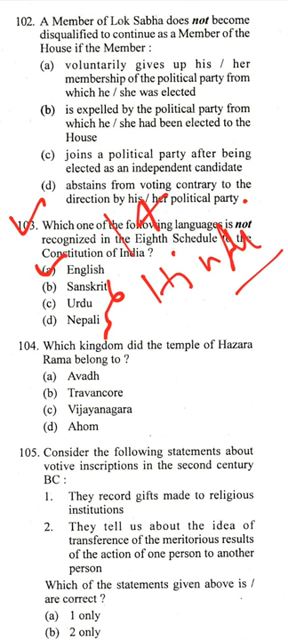 102. A Member of Lok Sabha does not become
disqualified to continue as a Member of the
House if the Member :
(a) voluntarily gives up his / her
membership of the political party from
which he / she was elected
(b) is expelled by the political party from
which he / she had been elected to the
House
(c) joins a political party after being
elected as an independent candidate
(d) abstains from voting contrary to the
direction by his / her political party .
103. Which one of the following languages is not
recognized in the Eighth Schedule to the
Constitution of India ?
(a) English
(b) Sanskrit
(c) Urdu
(d) Nepali
Hindi
104. Which kingdom did the temple of Hazara
Rama belong to ?
(a) Avadh
(b) Travancore
(c) Vijayanagara
(d) Ahom
105. Consider the following statements about
votive inscriptions in the second century
BC :
1. They record gifts made to religious
institutions
2. They tell us about the idea of
transference of the meritorious results
of the action of one person to another
person
Which of the statements given above is /
are correct ?
(a) 1 only
(b) 2 only